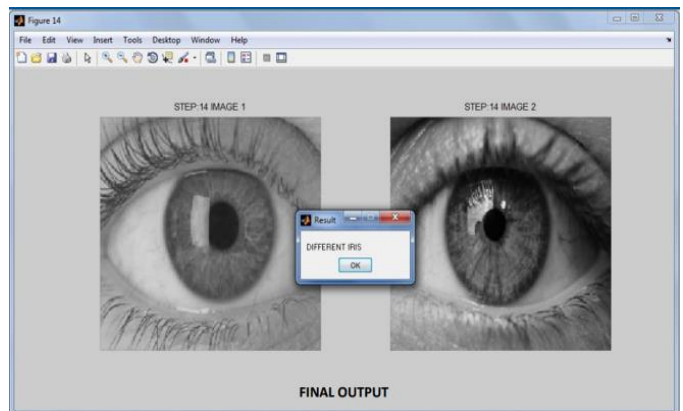 Figure 14
File Edit View Insert Tools Desktop Window Help
STEP:14 IMAGE 1
STEP:14 IMAGE 2
Result
DIFFERENT IRIS
OK
FINAL OUTPUT